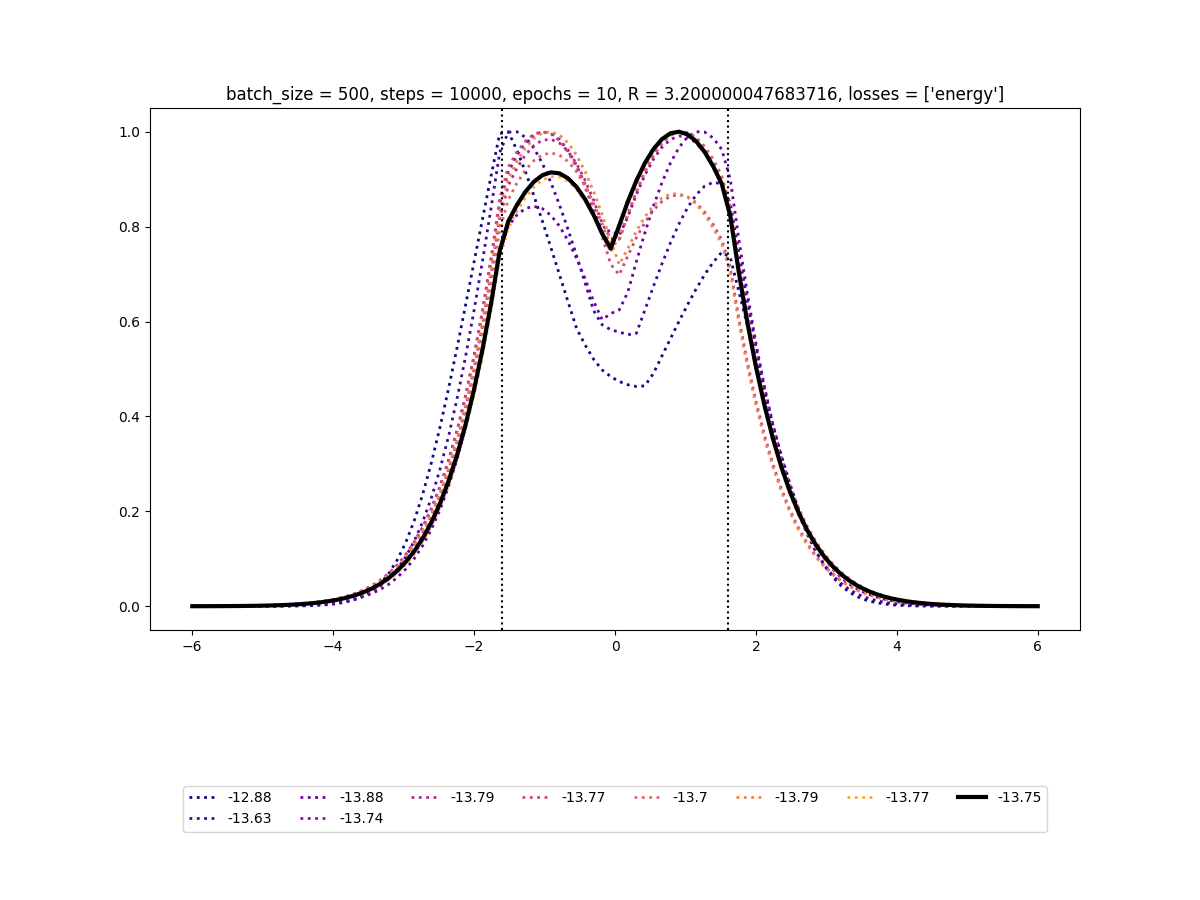 batch_size = 500, steps = 10000, epochs = 10, R = 3.200000047683716, losses = ['energy']
1.0
0.8
0.6
0.4
0.2
0.0
−6 −4 −2 0 2 4 6
-12.88 -13.88 -13.79 -13.77 -13.7 -13.79 -13.77 -13.75
-13.63 -13.74